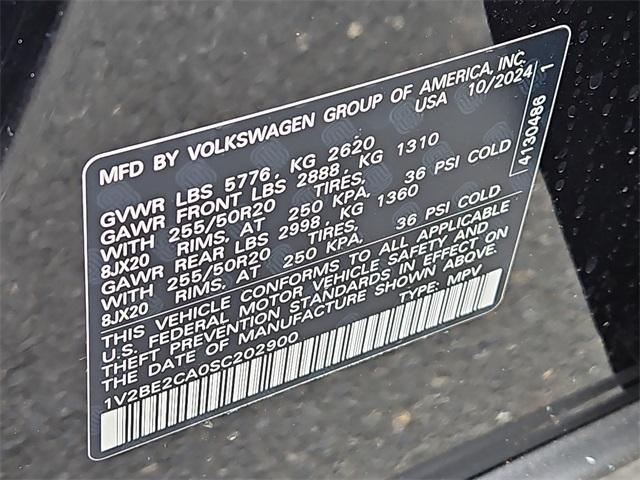 MFD BY VOLKSWAGEN GROUP OF AMERICA, INC.
USA 10/2024
GVWR LBS 5776, KG 2620
GAWR FRONT LBS 2888, KG 1310
WITH 255/50R20 TIRES,
8JX20 RIMS, AT 250 KPA, 36 PSI COLD
GAWR REAR LBS 2998, KG 1360
WITH 255/50R20 TIRES,
8JX20 RIMS, AT 250 KPA, 36 PSI COLD
THIS VEHICLE CONFORMS TO ALL APPLICABLE
U.S. FEDERAL MOTOR VEHICLE SAFETY AND
THEFT PREVENTION STANDARDS IN EFFECT ON
THE DATE OF MANUFACTURE SHOWN ABOVE.
TYPE: MPV
1V2BE2CA0SC202900
4130486 1